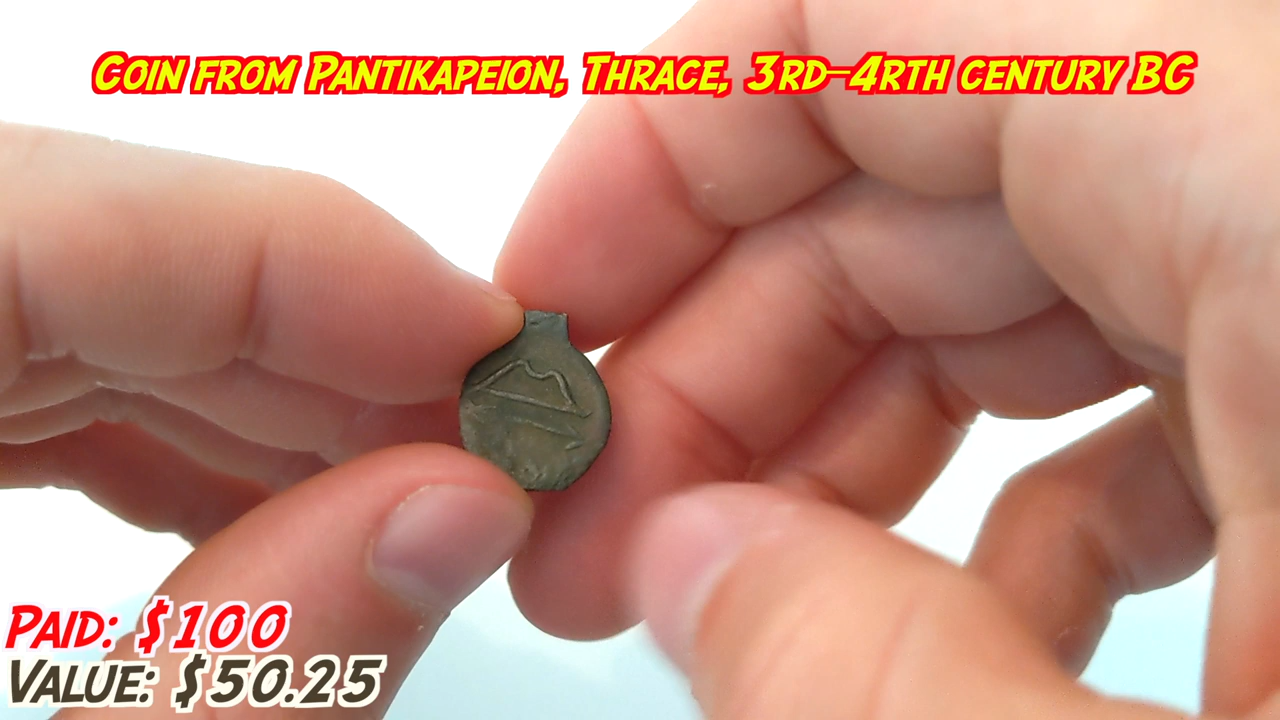 Coin from Pantikapeion, Thrace, 3rd-4rth century BC
Paid: $100
Value: $50.25